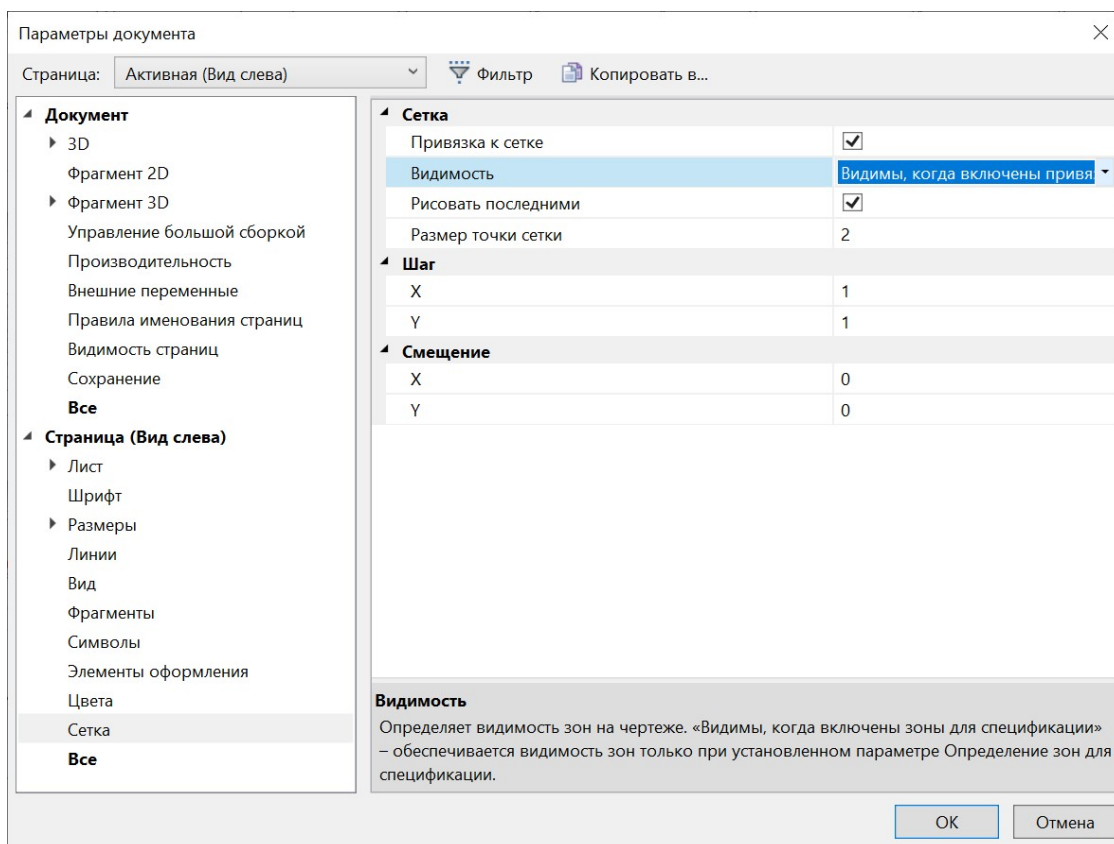 Параметры документа
Страница: Активная (Вид слева) Фильтр Копировать в...
Документ
3D
Фрагмент 2D
Фрагмент 3D
Управление большой сборкой
Производительность
Внешние переменные
Правила именования страниц
Видимость страниц
Сохранение
Все
Страница (Вид слева)
Лист
Шрифт
Размеры
Линии
Вид
Фрагменты
Символы
Элементы оформления
Цвета
Сетка
Все
Сетка
Привязка к сетке
Видимость Видимы, когда включены привя
Рисовать последними
Размер точки сетки 2
Шаг
X 1
Y 1
Смещение
X 0
Y 0
Видимость
Определяет видимость зон на чертеже. «Видимы, когда включены зоны для спецификации»
– обеспечивается видимость зон только при установленном параметре Определение зон для
спецификации.
OK Отмена